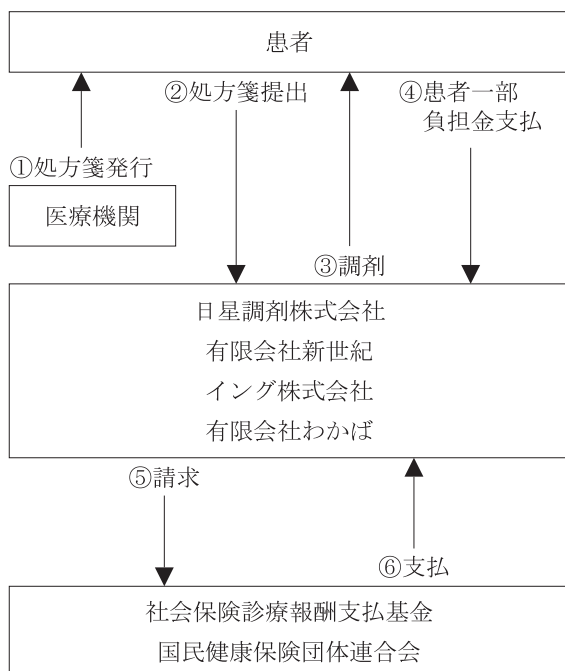 患者
②処方箋提出
④患者一部
負担金支払
①処方箋発行
医療機関
③調剤
日星調剤株式会社
有限会社新世紀
イング株式会社
有限会社わかば
⑤請求
⑥支払
社会保険診療報酬支払基金
国民健康保険団体連合会